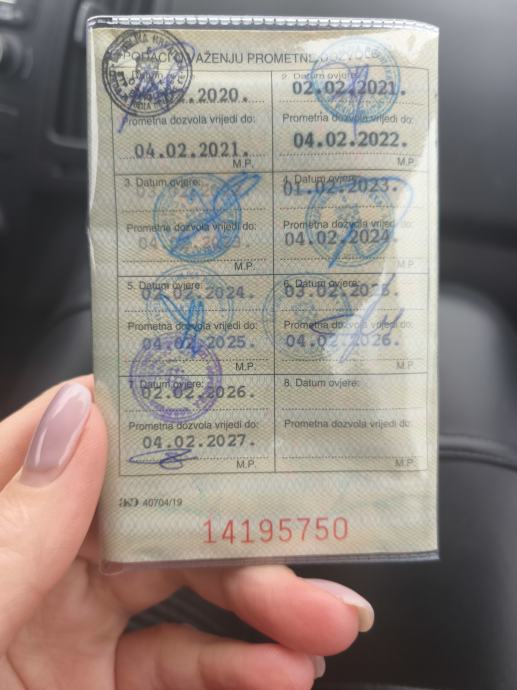 PODACI O VAŽENJU PROMETNE DOZVOLE
.2020.
Prometna dozvola vrijedi do:
04.02.2021.
M.P.
2. Datum ovjere:
02.02.2021.
Prometna dozvola vrijedi do:
04.02.2022.
M.P.
3. Datum ovjere:
Prometna dozvola vrijedi do:
M.P.
4. Datum ovjere:
01.02.2023.
Prometna dozvola vrijedi do:
04.02.2024.
M.P.
5. Datum ovjere:
02.02.2024.
Prometna dozvola vrijedi do:
04.02.2025.
M.P.
6. Datum ovjere:
03.02.2025.
Prometna dozvola vrijedi do:
04.02.2026.
M.P.
7. Datum ovjere:
02.02.2026.
Prometna dozvola vrijedi do:
04.02.2027.
M.P.
8. Datum ovjere:
Prometna dozvola vrijedi do:
M.P.
AKD 40704/19
14195750